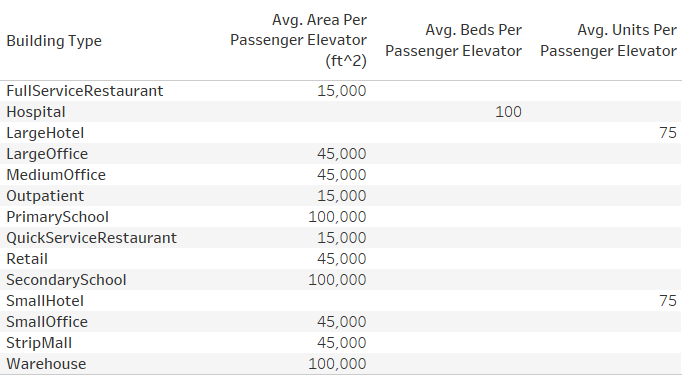 Building Type
Avg. Area Per
Passenger Elevator
(ft^2)
Avg. Beds Per
Passenger Elevator
Avg. Units Per
Passenger Elevator
FullServiceRestaurant 15,000
Hospital 100
LargeHotel 75
LargeOffice 45,000
MediumOffice 45,000
Outpatient 15,000
PrimarySchool 100,000
QuickServiceRestaurant 15,000
Retail 45,000
SecondarySchool 100,000
SmallHotel 75
SmallOffice 45,000
StripMall 45,000
Warehouse 100,000